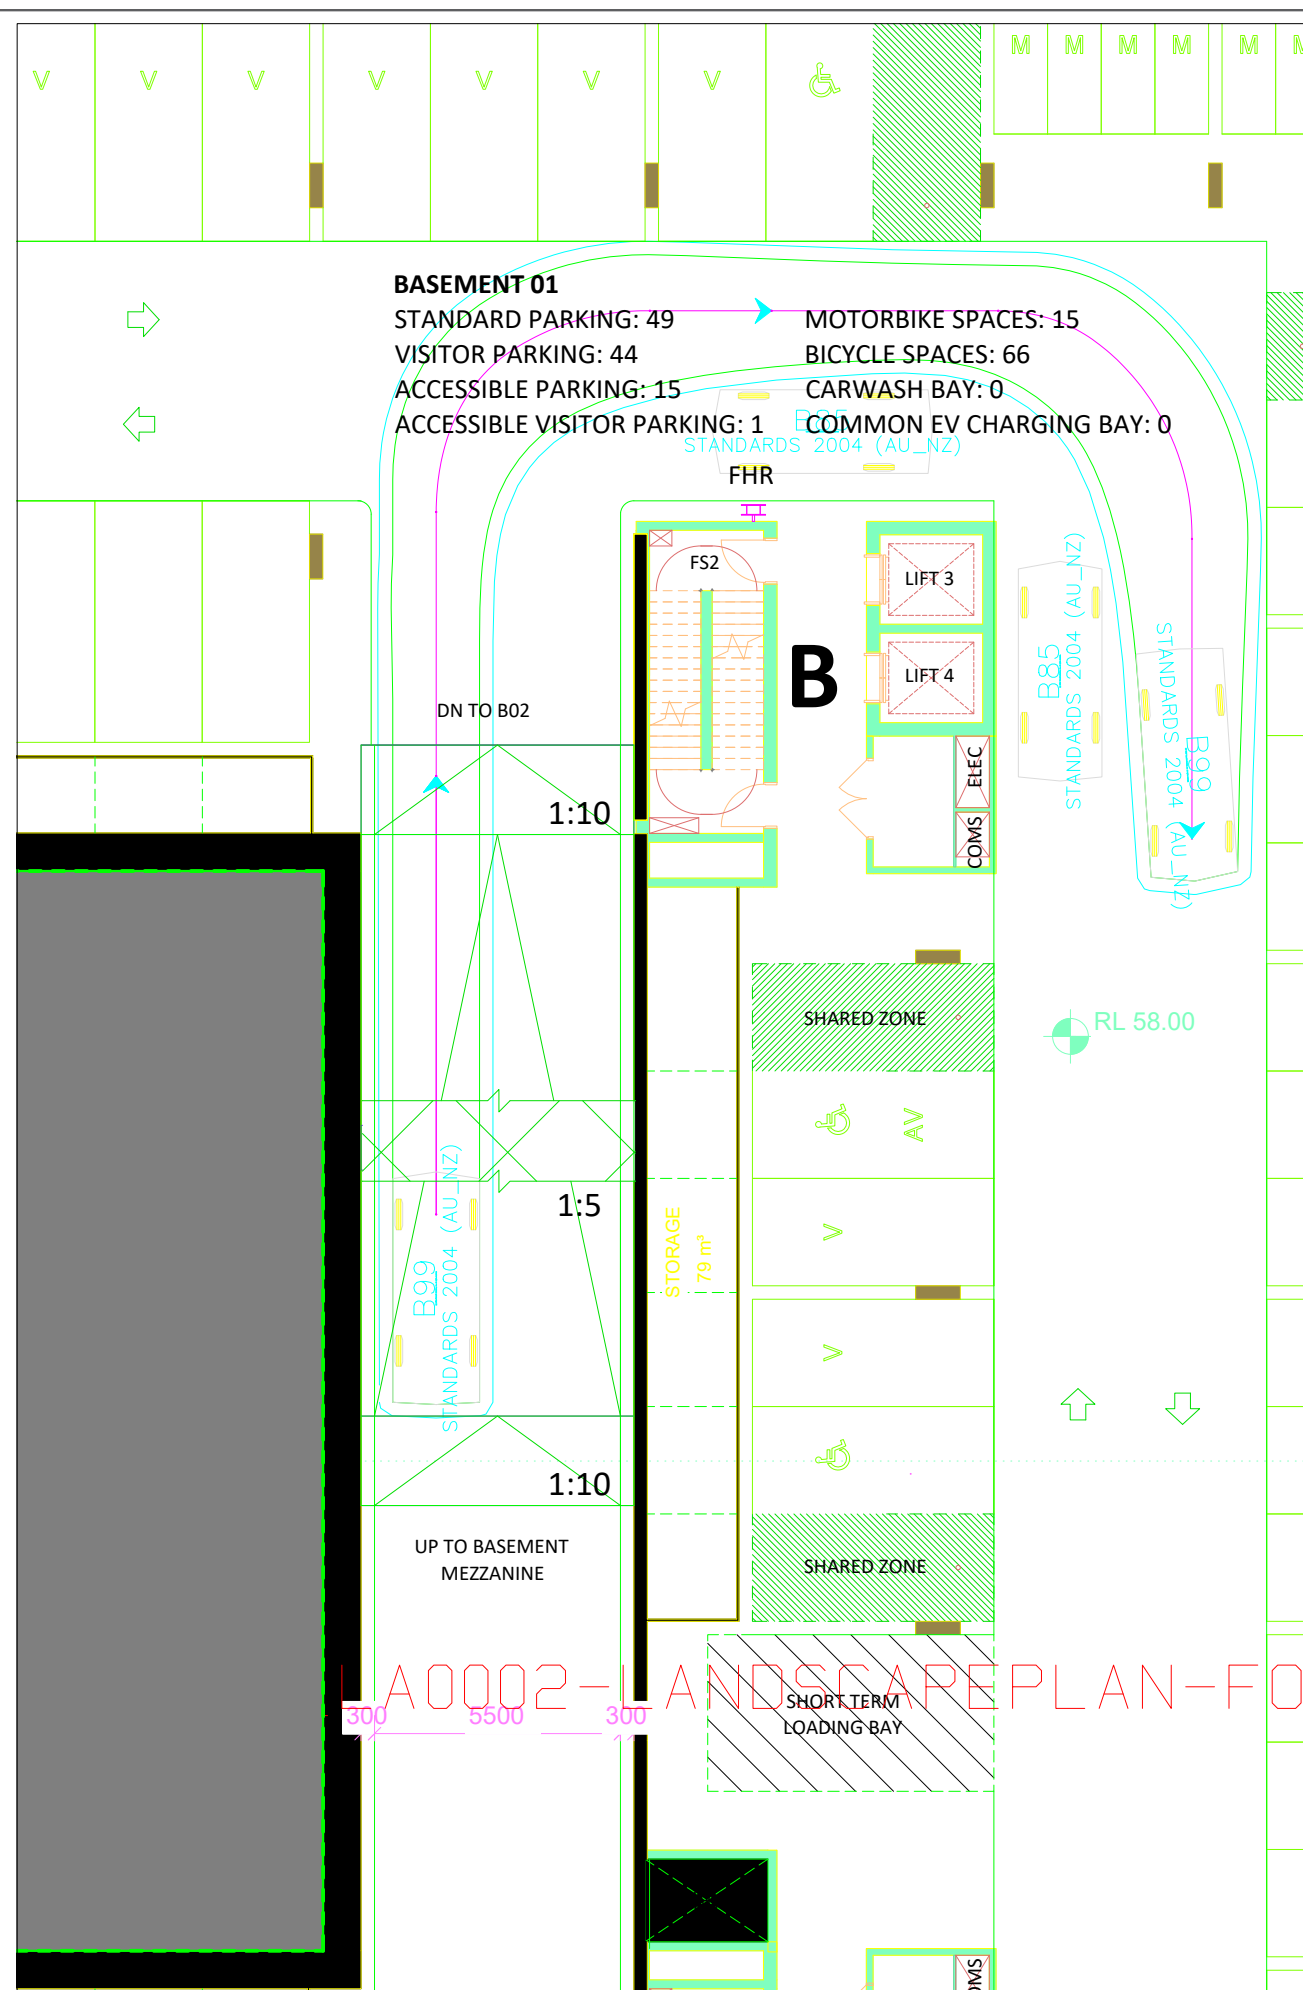 V V V V V V V M M M M M
BASEMENT 01
STANDARD PARKING: 49
VISITOR PARKING: 44
ACCESSIBLE PARKING: 15
ACCESSIBLE VISITOR PARKING: 1
MOTORBIKE SPACES: 15
BICYCLE SPACES: 66
CARWASH BAY: 0
COMMON EV CHARGING BAY: 0
B85
STANDARDS 2004 (AU_NZ)
FHR
FS2
LIFT 3
B
LIFT 4
B85
STANDARDS 2004 (AU_NZ)
B99
STANDARDS 2004 (AU_NZ)
DN TO B02
1:10
ELEC
COMS
SHARED ZONE
RL 58.00
AV
1:5
V
STORAGE
79 m³
B99
STANDARDS 2004 (AU_NZ)
V
1:10
UP TO BASEMENT
MEZZANINE
SHARED ZONE
LA0002-LANDSCAPEPLAN-FO
300 5500 300
SHORT TERM
LOADING BAY